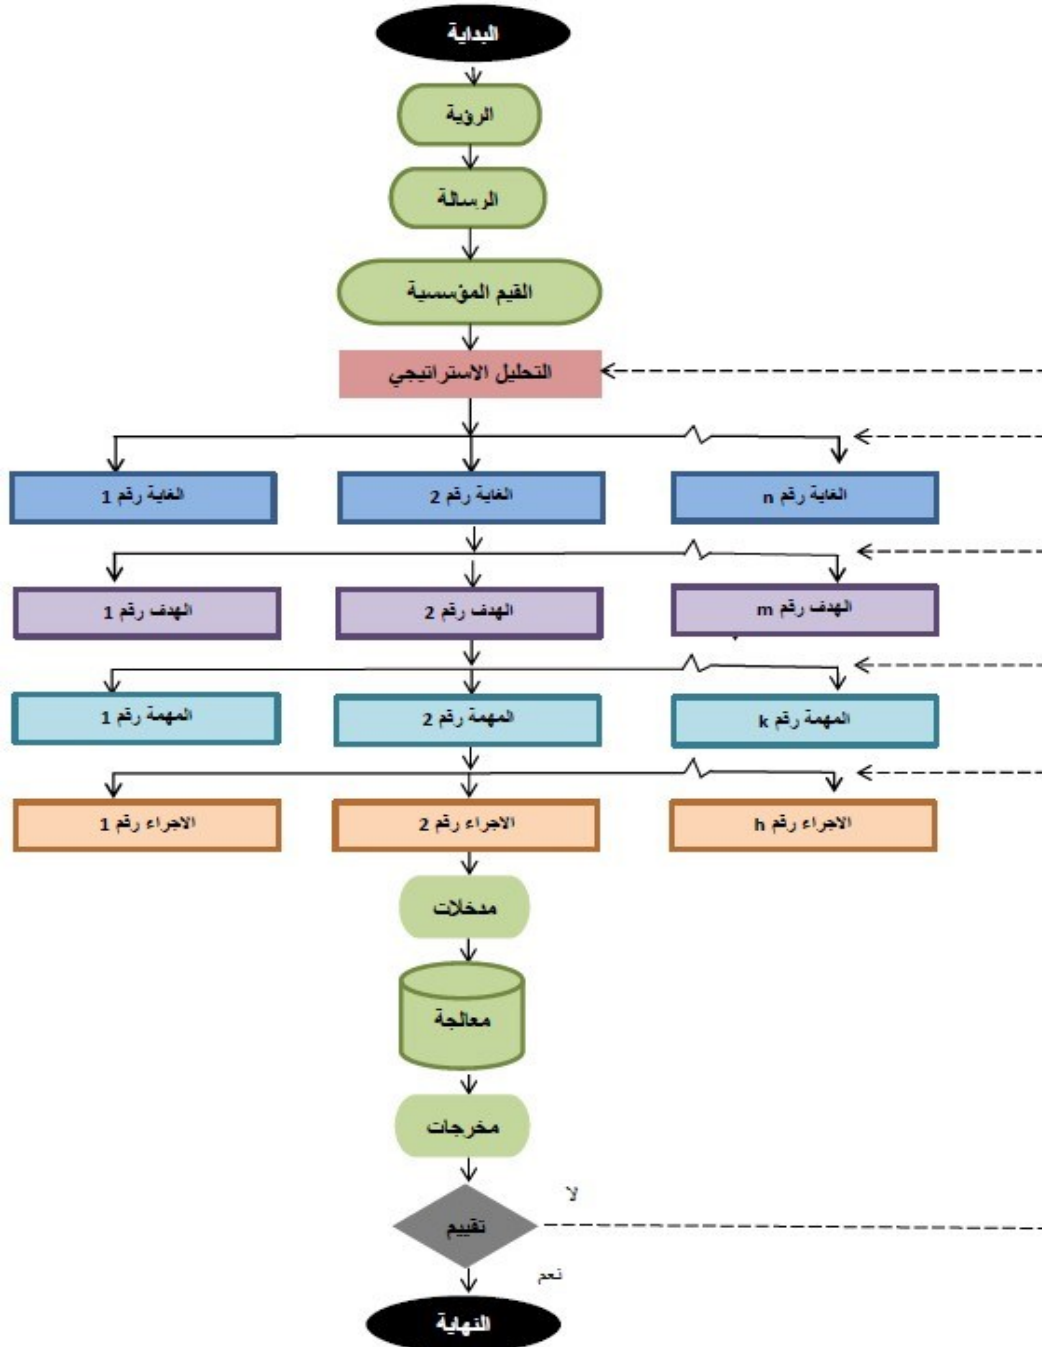 البداية
الرؤية
الرسالة
القيم المؤسسية
التحليل الاستراتيجي
الغاية رقم 1
الغاية رقم 2
الغاية رقم n
الهدف رقم 1
الهدف رقم 2
الهدف رقم m
المهمة رقم 1
المهمة رقم 2
المهمة رقم k
الاجراء رقم 1
الاجراء رقم 2
الاجراء رقم h
مدخلات
معالجة
مخرجات
لا
تقييم
نعم
النهاية